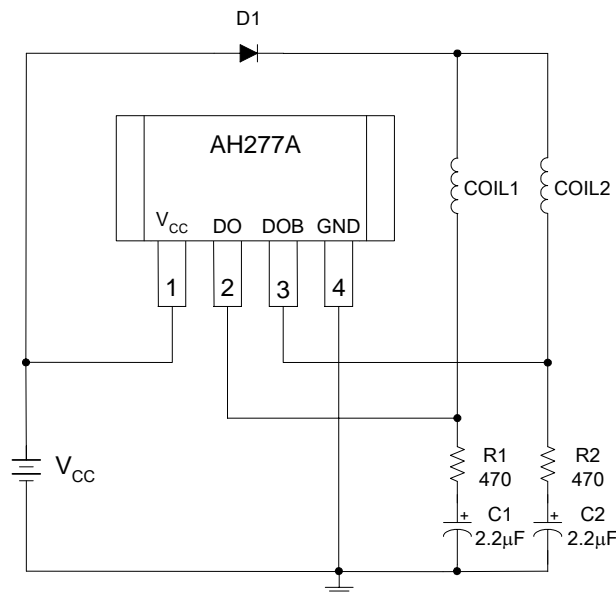 D1
AH277A
COIL1 COIL2
VCC DO DOB GND
1 2 3 4
R1 R2
470 470
VCC
+ C1 + C2
2.2μF 2.2μF